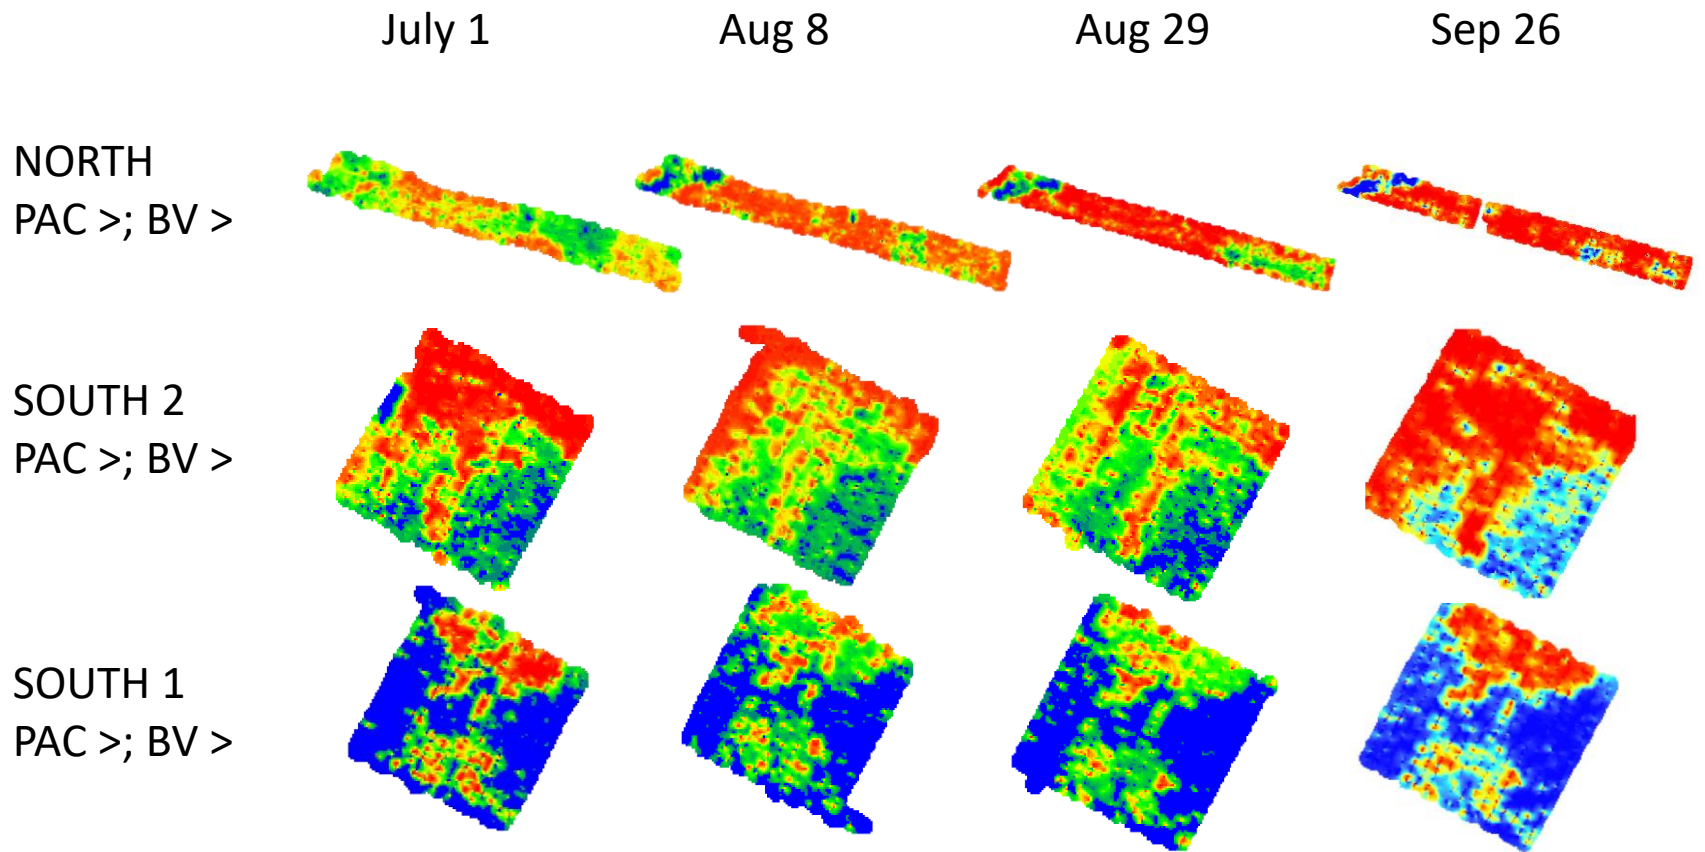 July 1
Aug 8
Aug 29
Sep 26
NORTH
PAC >; BV >
SOUTH 2
PAC >; BV >
SOUTH 1
PAC >; BV >